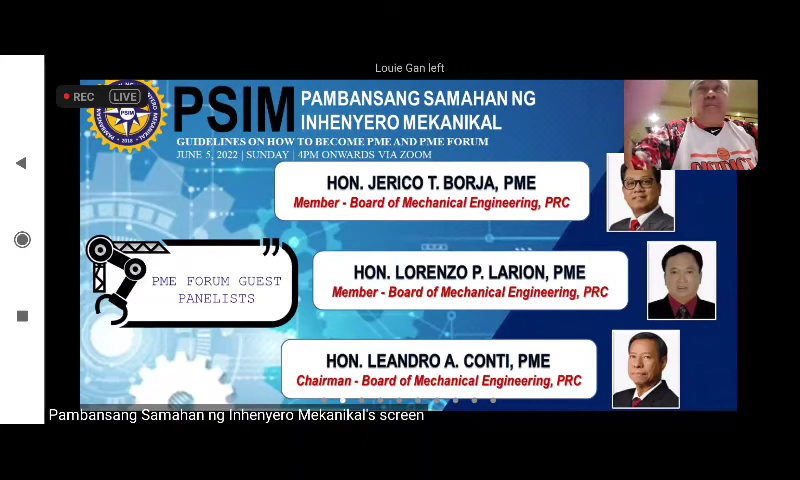 Louie Gan left
REC LIVE
PSIM
PAMBANSANG SAMAHAN NG
INHENYERO MEKANIKAL
GUIDELINES ON HOW TO BECOME PME AND PME FORUM
JUNE 5, 2022 | SUNDAY | 4PM ONWARDS VIA ZOOM
HON. JERICO T. BORJA, PME
Member - Board of Mechanical Engineering, PRC
PME FORUM GUEST
PANELISTS
HON. LORENZO P. LARION, PME
Member - Board of Mechanical Engineering, PRC
HON. LEANDRO A. CONTI, PME
Chairman - Board of Mechanical Engineering, PRC
Pambansang Samahan ng Inhenyero Mekanikal's screen